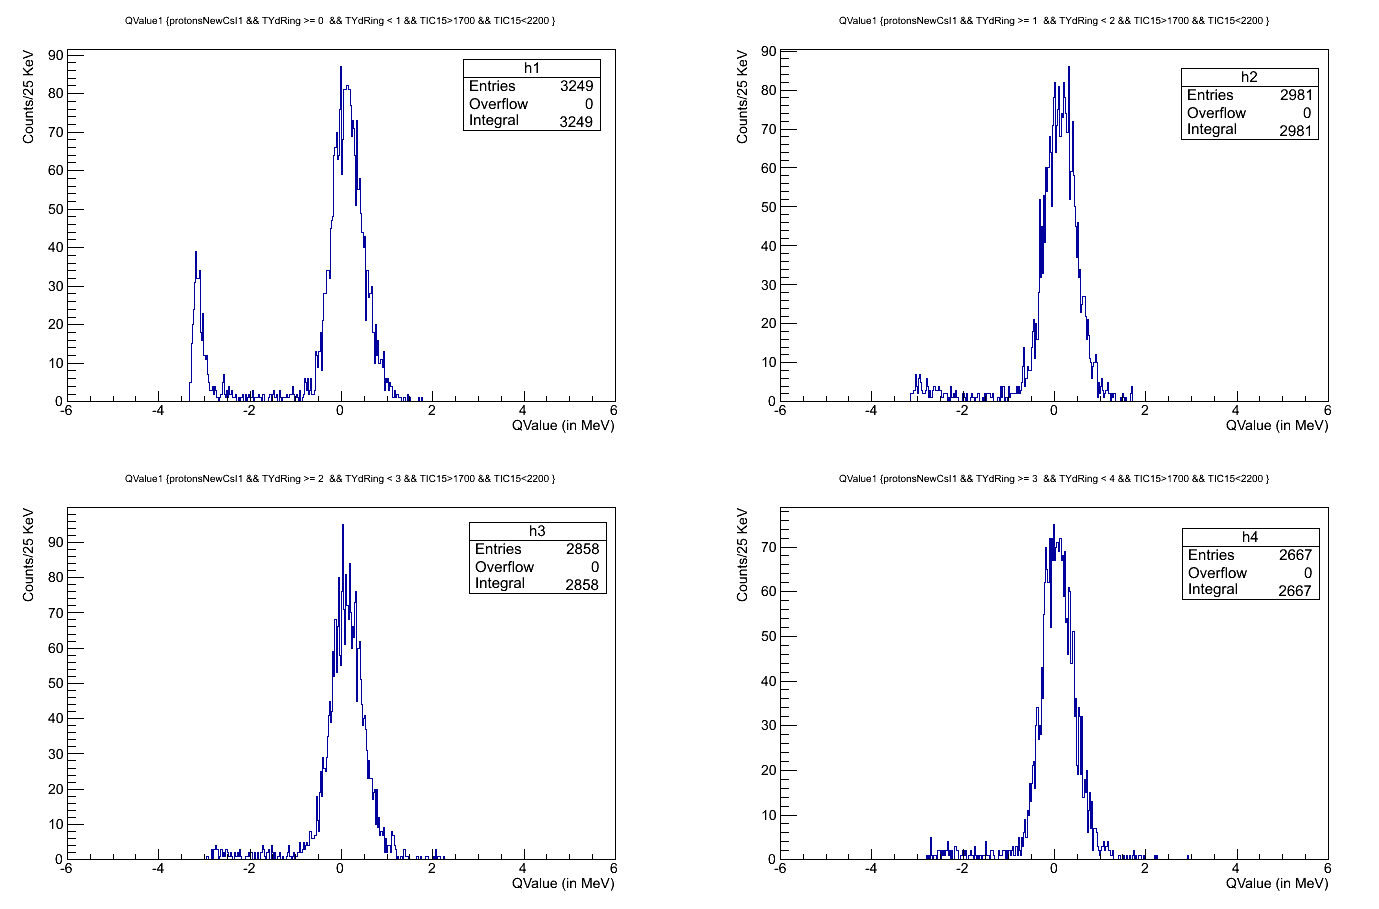 QValue1 {protonsNewCsI1 && TYdRing >= 0 && TYdRing < 1 && TIC15>1700 && TIC15<2200 }
Counts/25 KeV
h1
Entries 3249
Overflow 0
Integral 3249
90
80
70
60
50
40
30
20
10
0
-6 -4 -2 0 2 4 6
QValue (in MeV)
QValue1 {protonsNewCsI1 && TYdRing >= 1 && TYdRing < 2 && TIC15>1700 && TIC15<2200 }
Counts/25 KeV
h2
Entries 2981
Overflow 0
Integral 2981
90
80
70
60
50
40
30
20
10
0
-6 -4 -2 0 2 4 6
QValue (in MeV)
QValue1 {protonsNewCsI1 && TYdRing >= 2 && TYdRing < 3 && TIC15>1700 && TIC15<2200 }
Counts/25 KeV
h3
Entries 2858
Overflow 0
Integral 2858
90
80
70
60
50
40
30
20
10
0
-6 -4 -2 0 2 4 6
QValue (in MeV)
QValue1 {protonsNewCsI1 && TYdRing >= 3 && TYdRing < 4 && TIC15>1700 && TIC15<2200 }
Counts/25 KeV
h4
Entries 2667
Overflow 0
Integral 2667
70
60
50
40
30
20
10
0
-6 -4 -2 0 2 4 6
QValue (in MeV)